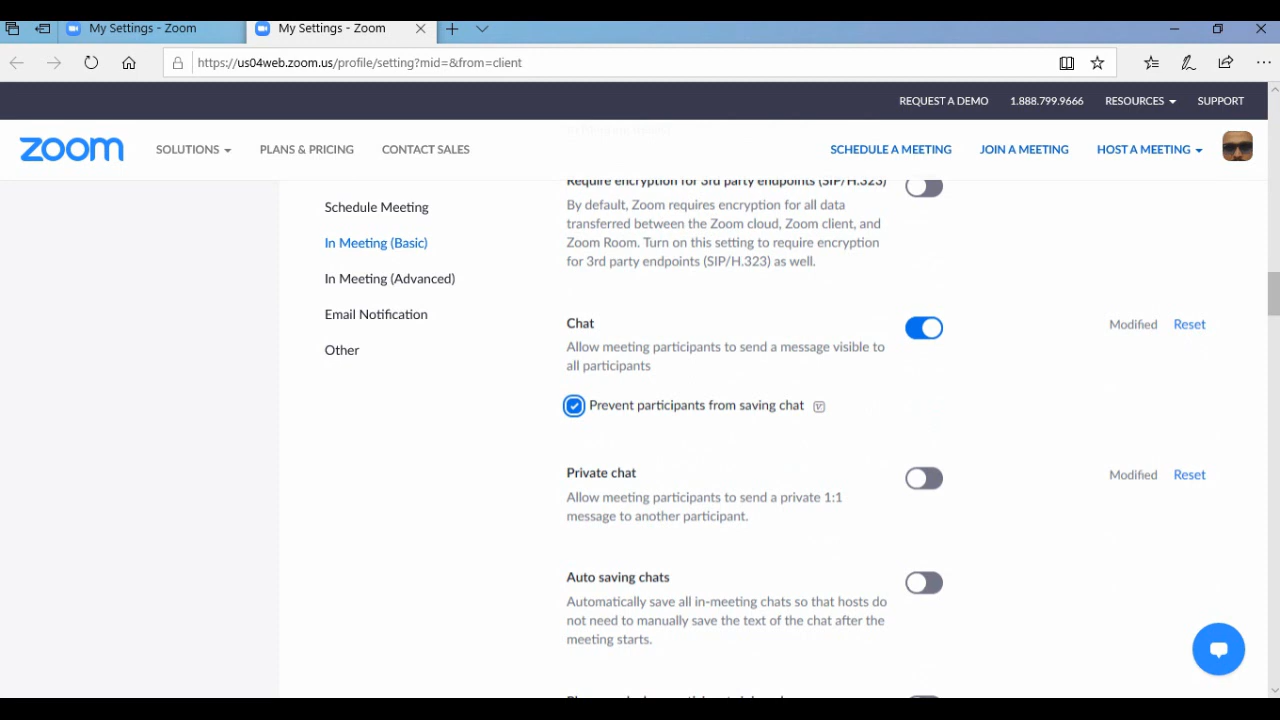 My Settings - Zoom
My Settings - Zoom
https://us04web.zoom.us/profile/setting?mid=&from=client
REQUEST A DEMO 1.888.799.9666 RESOURCES SUPPORT
zoom SOLUTIONS PLANS & PRICING CONTACT SALES SCHEDULE A MEETING JOIN A MEETING HOST A MEETING
Schedule Meeting
In Meeting (Basic)
In Meeting (Advanced)
Email Notification
Other
Require encryption for 3rd party endpoints (SIP/H.323)
By default, Zoom requires encryption for all data
transferred between the Zoom cloud, Zoom client, and
Zoom Room. Turn on this setting to require encryption
for 3rd party endpoints (SIP/H.323) as well.
Chat
Modified Reset
Allow meeting participants to send a message visible to
all participants
Prevent participants from saving chat
Private chat
Modified Reset
Allow meeting participants to send a private 1:1
message to another participant.
Auto saving chats
Automatically save all in-meeting chats so that hosts do
not need to manually save the text of the chat after the
meeting starts.